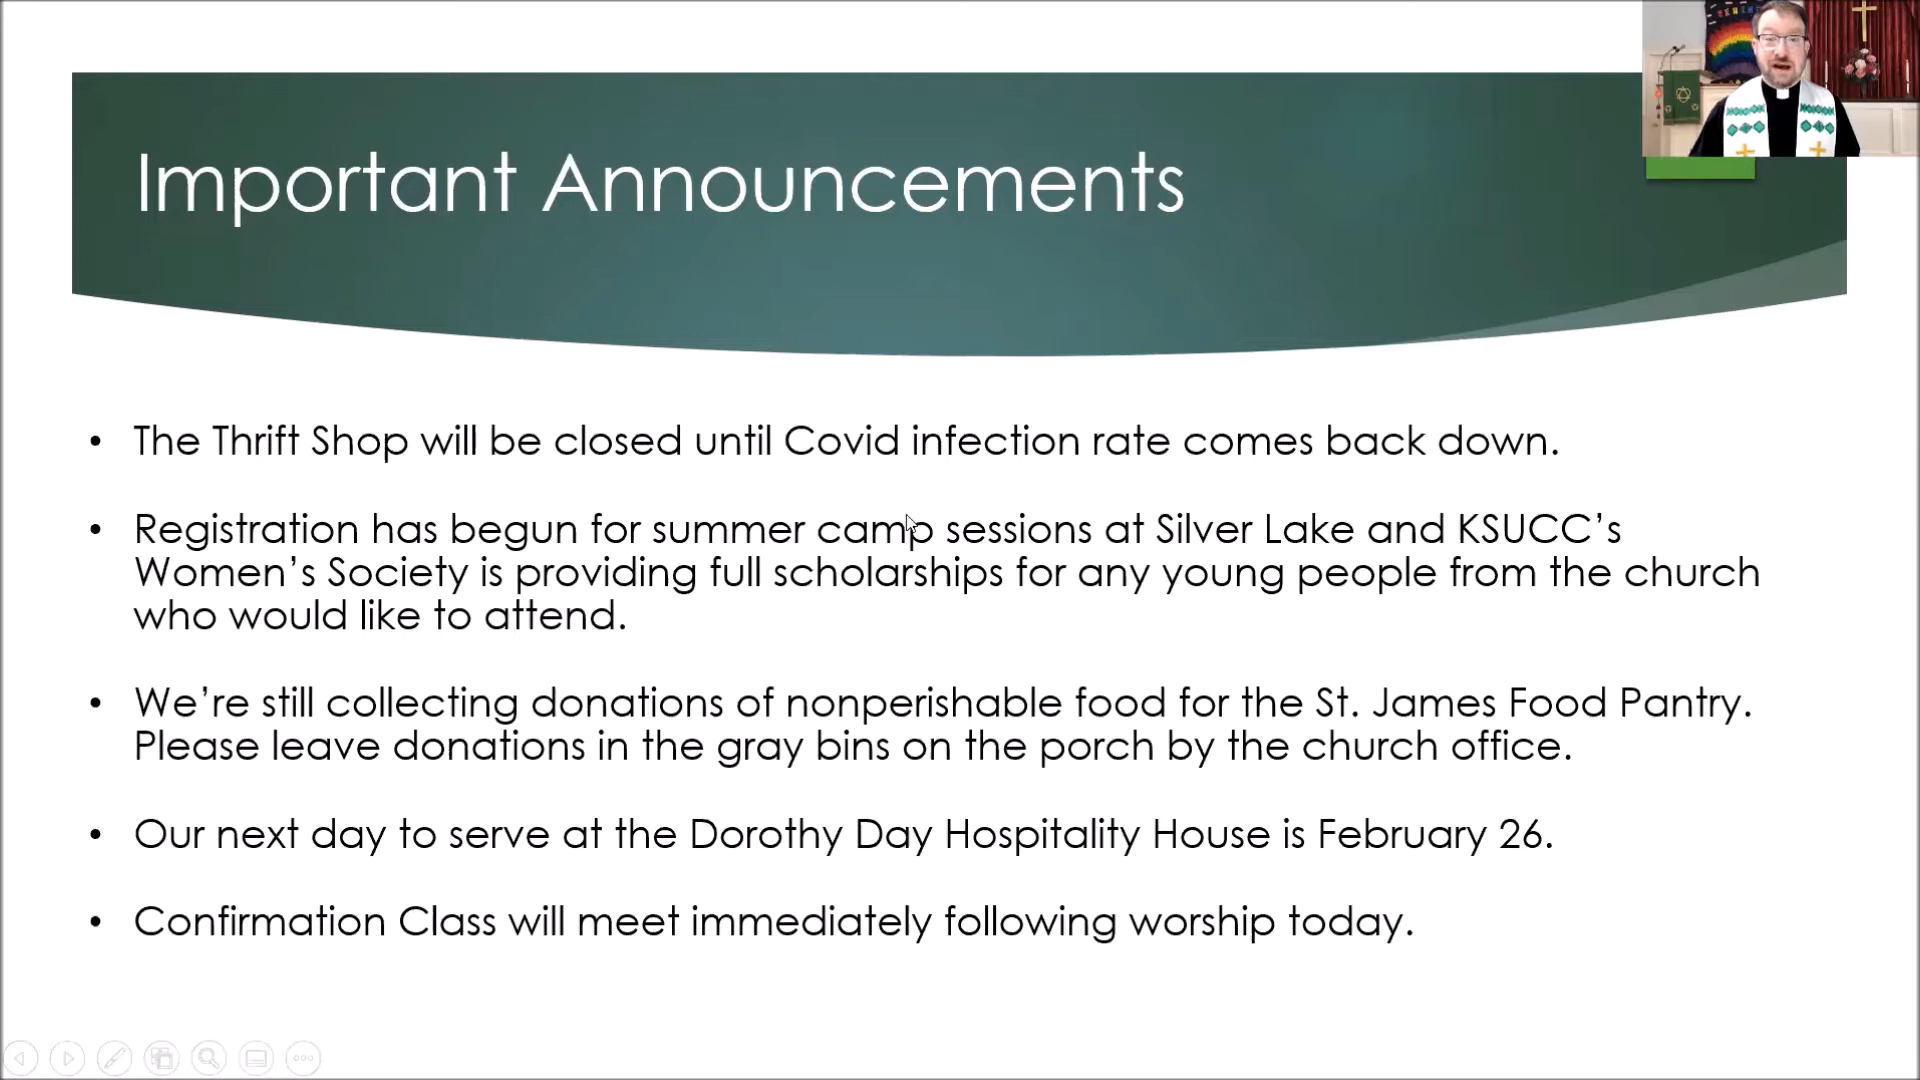 Important Announcements
• The Thrift Shop will be closed until Covid infection rate comes back down.
• Registration has begun for summer camp sessions at Silver Lake and KSUCC’s
Women’s Society is providing full scholarships for any young people from the church
who would like to attend.
• We’re still collecting donations of nonperishable food for the St. James Food Pantry.
Please leave donations in the gray bins on the porch by the church office.
• Our next day to serve at the Dorothy Day Hospitality House is February 26.
• Confirmation Class will meet immediately following worship today.